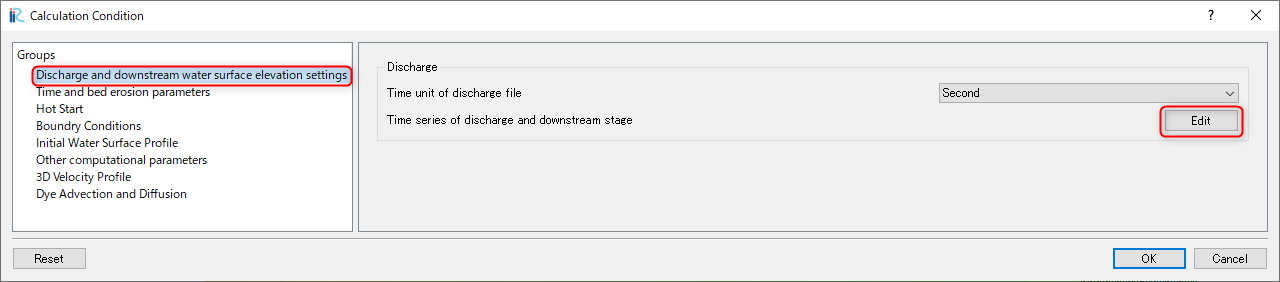 Calculation Condition
?
Groups
Discharge and downstream water surface elevation settings
Time and bed erosion parameters
Hot Start
Boundry Conditions
Initial Water Surface Profile
Other computational parameters
3D Velocity Profile
Dye Advection and Diffusion
Discharge
Time unit of discharge file
Second
Time series of discharge and downstream stage
Edit
Reset
OK
Cancel